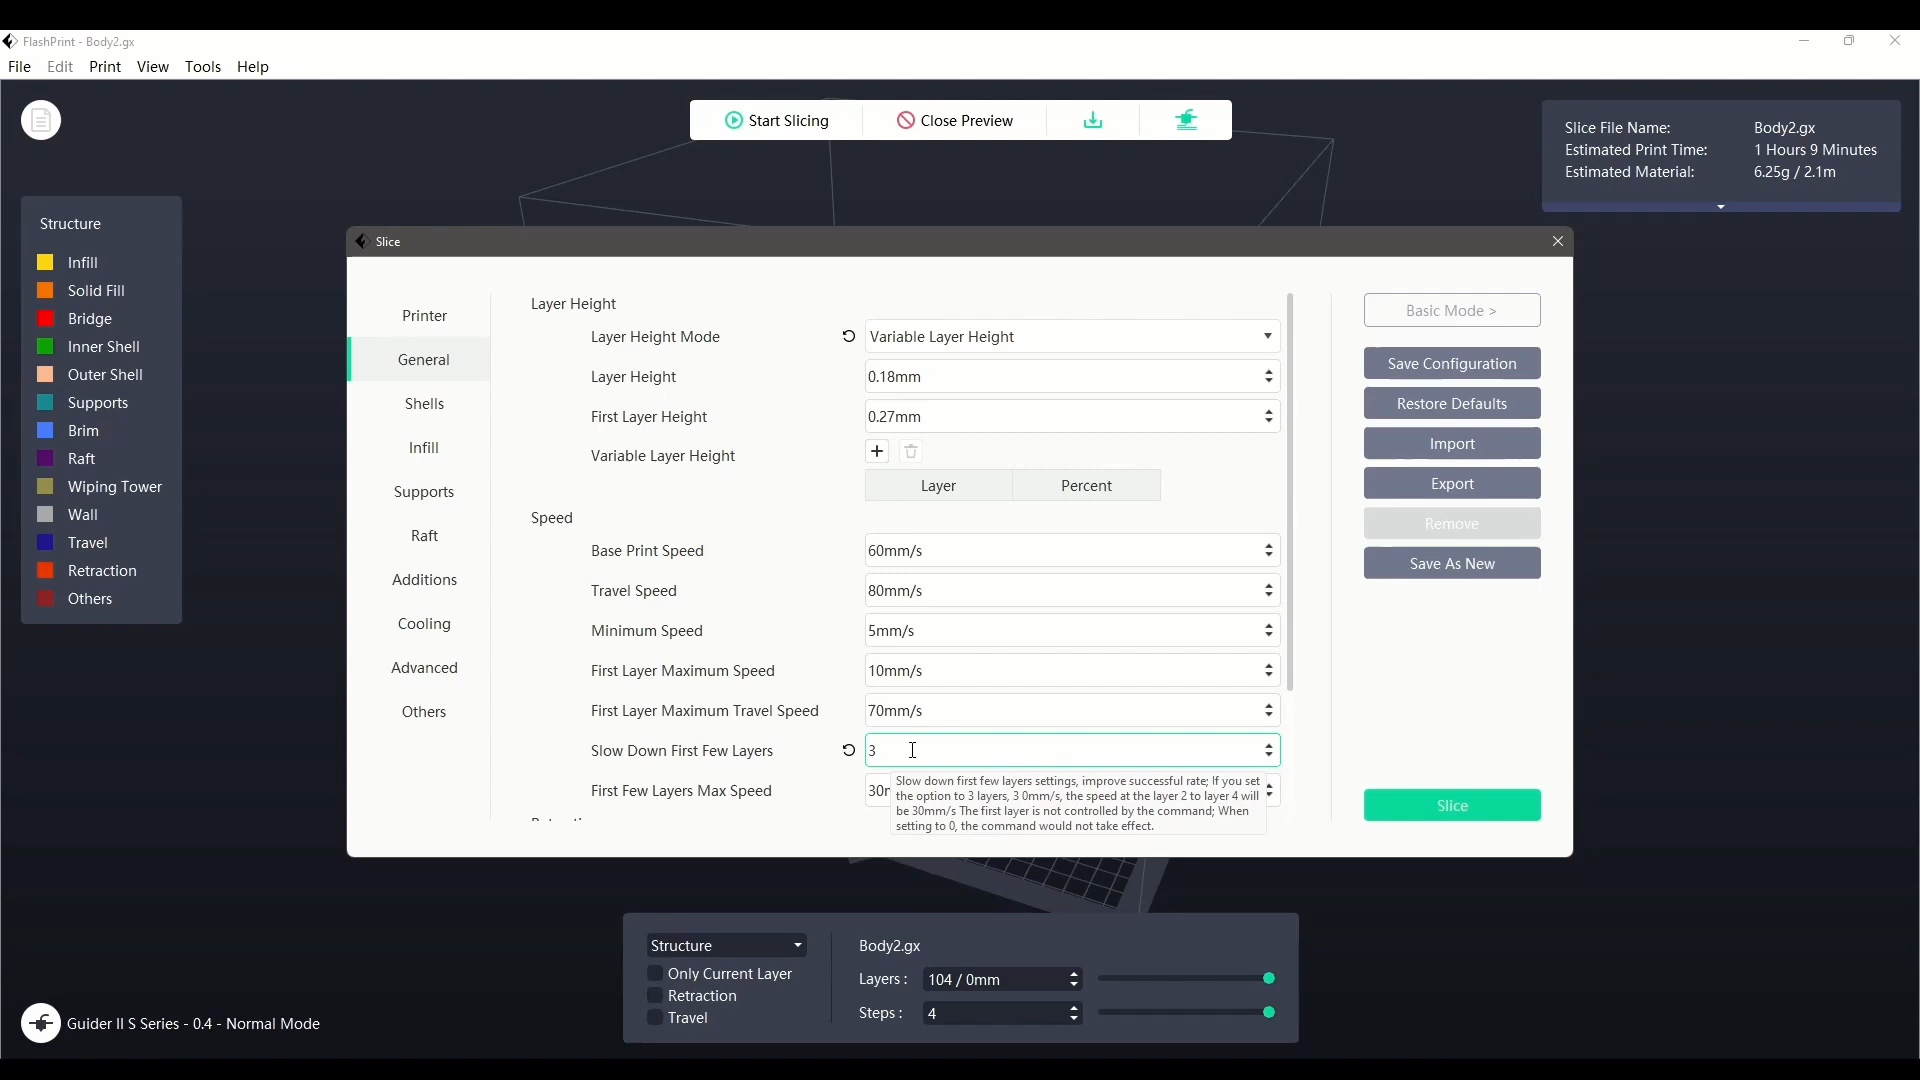 FlashPrint - Body2.gx
File Edit Print View Tools Help
Start Slicing
Close Preview
Slice File Name: Body2.gx
Estimated Print Time: 1 Hours 9 Minutes
Estimated Material: 6.25g / 2.1m
Structure
Infill
Solid Fill
Bridge
Inner Shell
Outer Shell
Supports
Brim
Raft
Wiping Tower
Wall
Travel
Retraction
Others
Slice
Printer
General
Shells
Infill
Supports
Raft
Additions
Cooling
Advanced
Others
Layer Height
Layer Height Mode Variable Layer Height
Layer Height 0.18mm
First Layer Height 0.27mm
Variable Layer Height
Layer Percent
Speed
Base Print Speed 60mm/s
Travel Speed 80mm/s
Minimum Speed 5mm/s
First Layer Maximum Speed 10mm/s
First Layer Maximum Travel Speed 70mm/s
Slow Down First Few Layers 3
First Few Layers Max Speed
Slow down first few layers settings, improve successful rate; If you set
the option to 3 layers, 3 0mm/s, the speed at the layer 2 to layer 4 will
be 30mm/s The first layer is not controlled by the command; When
setting to 0, the command would not take effect.
Basic Mode >
Save Configuration
Restore Defaults
Import
Export
Remove
Save As New
Slice
Structure
Only Current Layer
Retraction
Travel
Body2.gx
Layers : 104 / 0mm
Steps : 4
Guider II S Series - 0.4 - Normal Mode